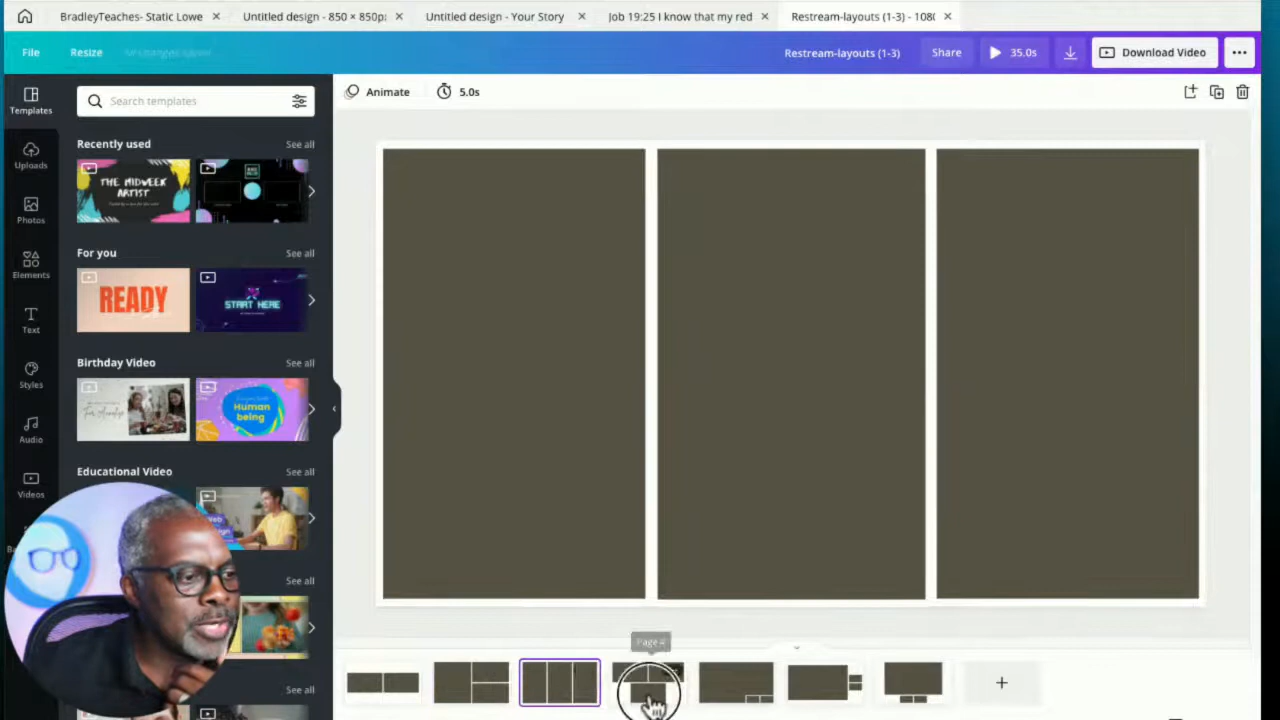 BradleyTeaches- Static Lowe
Untitled design - 850 × 850p:
Untitled design - Your Story
Job 19:25 I know that my red
Restream-layouts (1-3) - 108(
File
Resize
Restream-layouts (1-3)
Share
35.0s
Download Video
Templates
Search templates
Animate
5.0s
Uploads
Photos
Elements
Text
Styles
Audio
Videos
Recently used
See all
THE MIDWEEK
ARTIST
For you
See all
READY
START HERE
Birthday Video
See all
Human
being
Educational Video
See all
See all
See all
Page 4